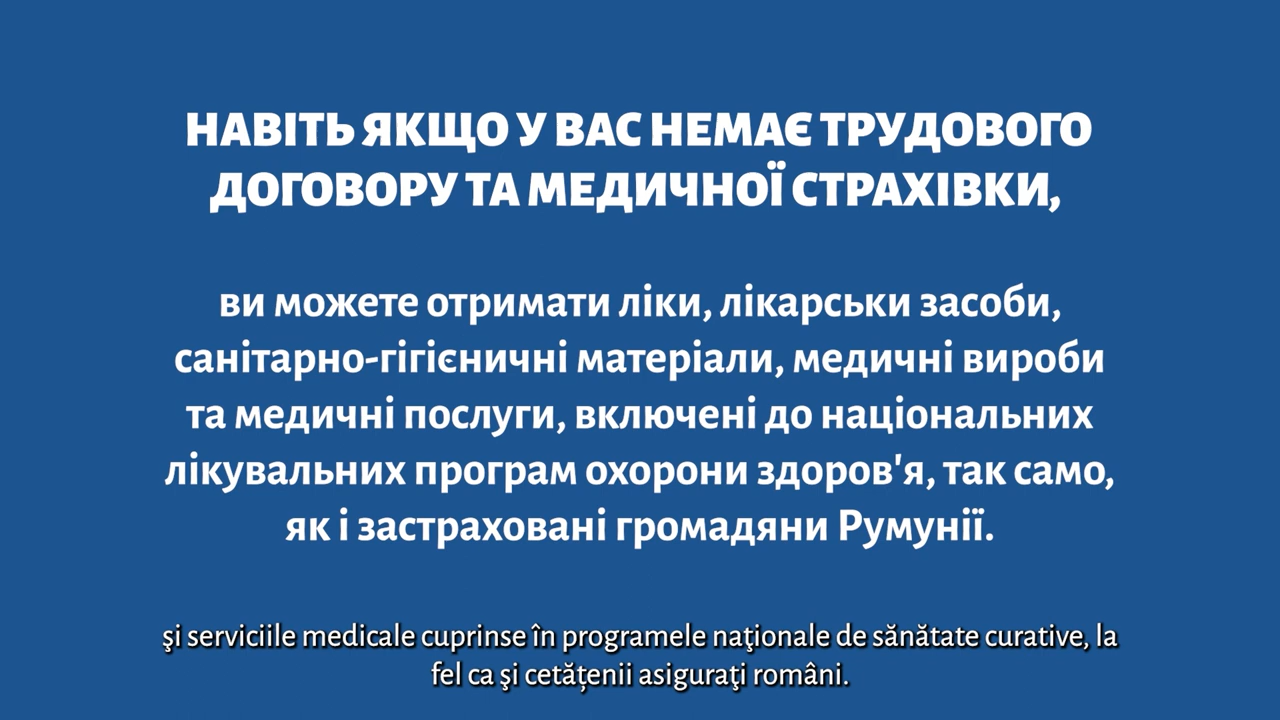 НАВІТЬ ЯКЩО У ВАС НЕМАЄ ТРУДОВОГО
ДОГОВОРУ ТА МЕДИЧНОЇ СТРАХІВКИ,
ви можете отримати ліки, лікарськи засоби,
санітарно-гігієничні матеріали, медичні вироби
та медичні послуги, включені до національних
лікувальних програм охорони здоров'я, так само,
як і застраховані громадяни Румунії.
şi serviciile medicale cuprinse în programele naţionale de sănătate curative, la
fel ca şi cetățenii asiguraţi români.